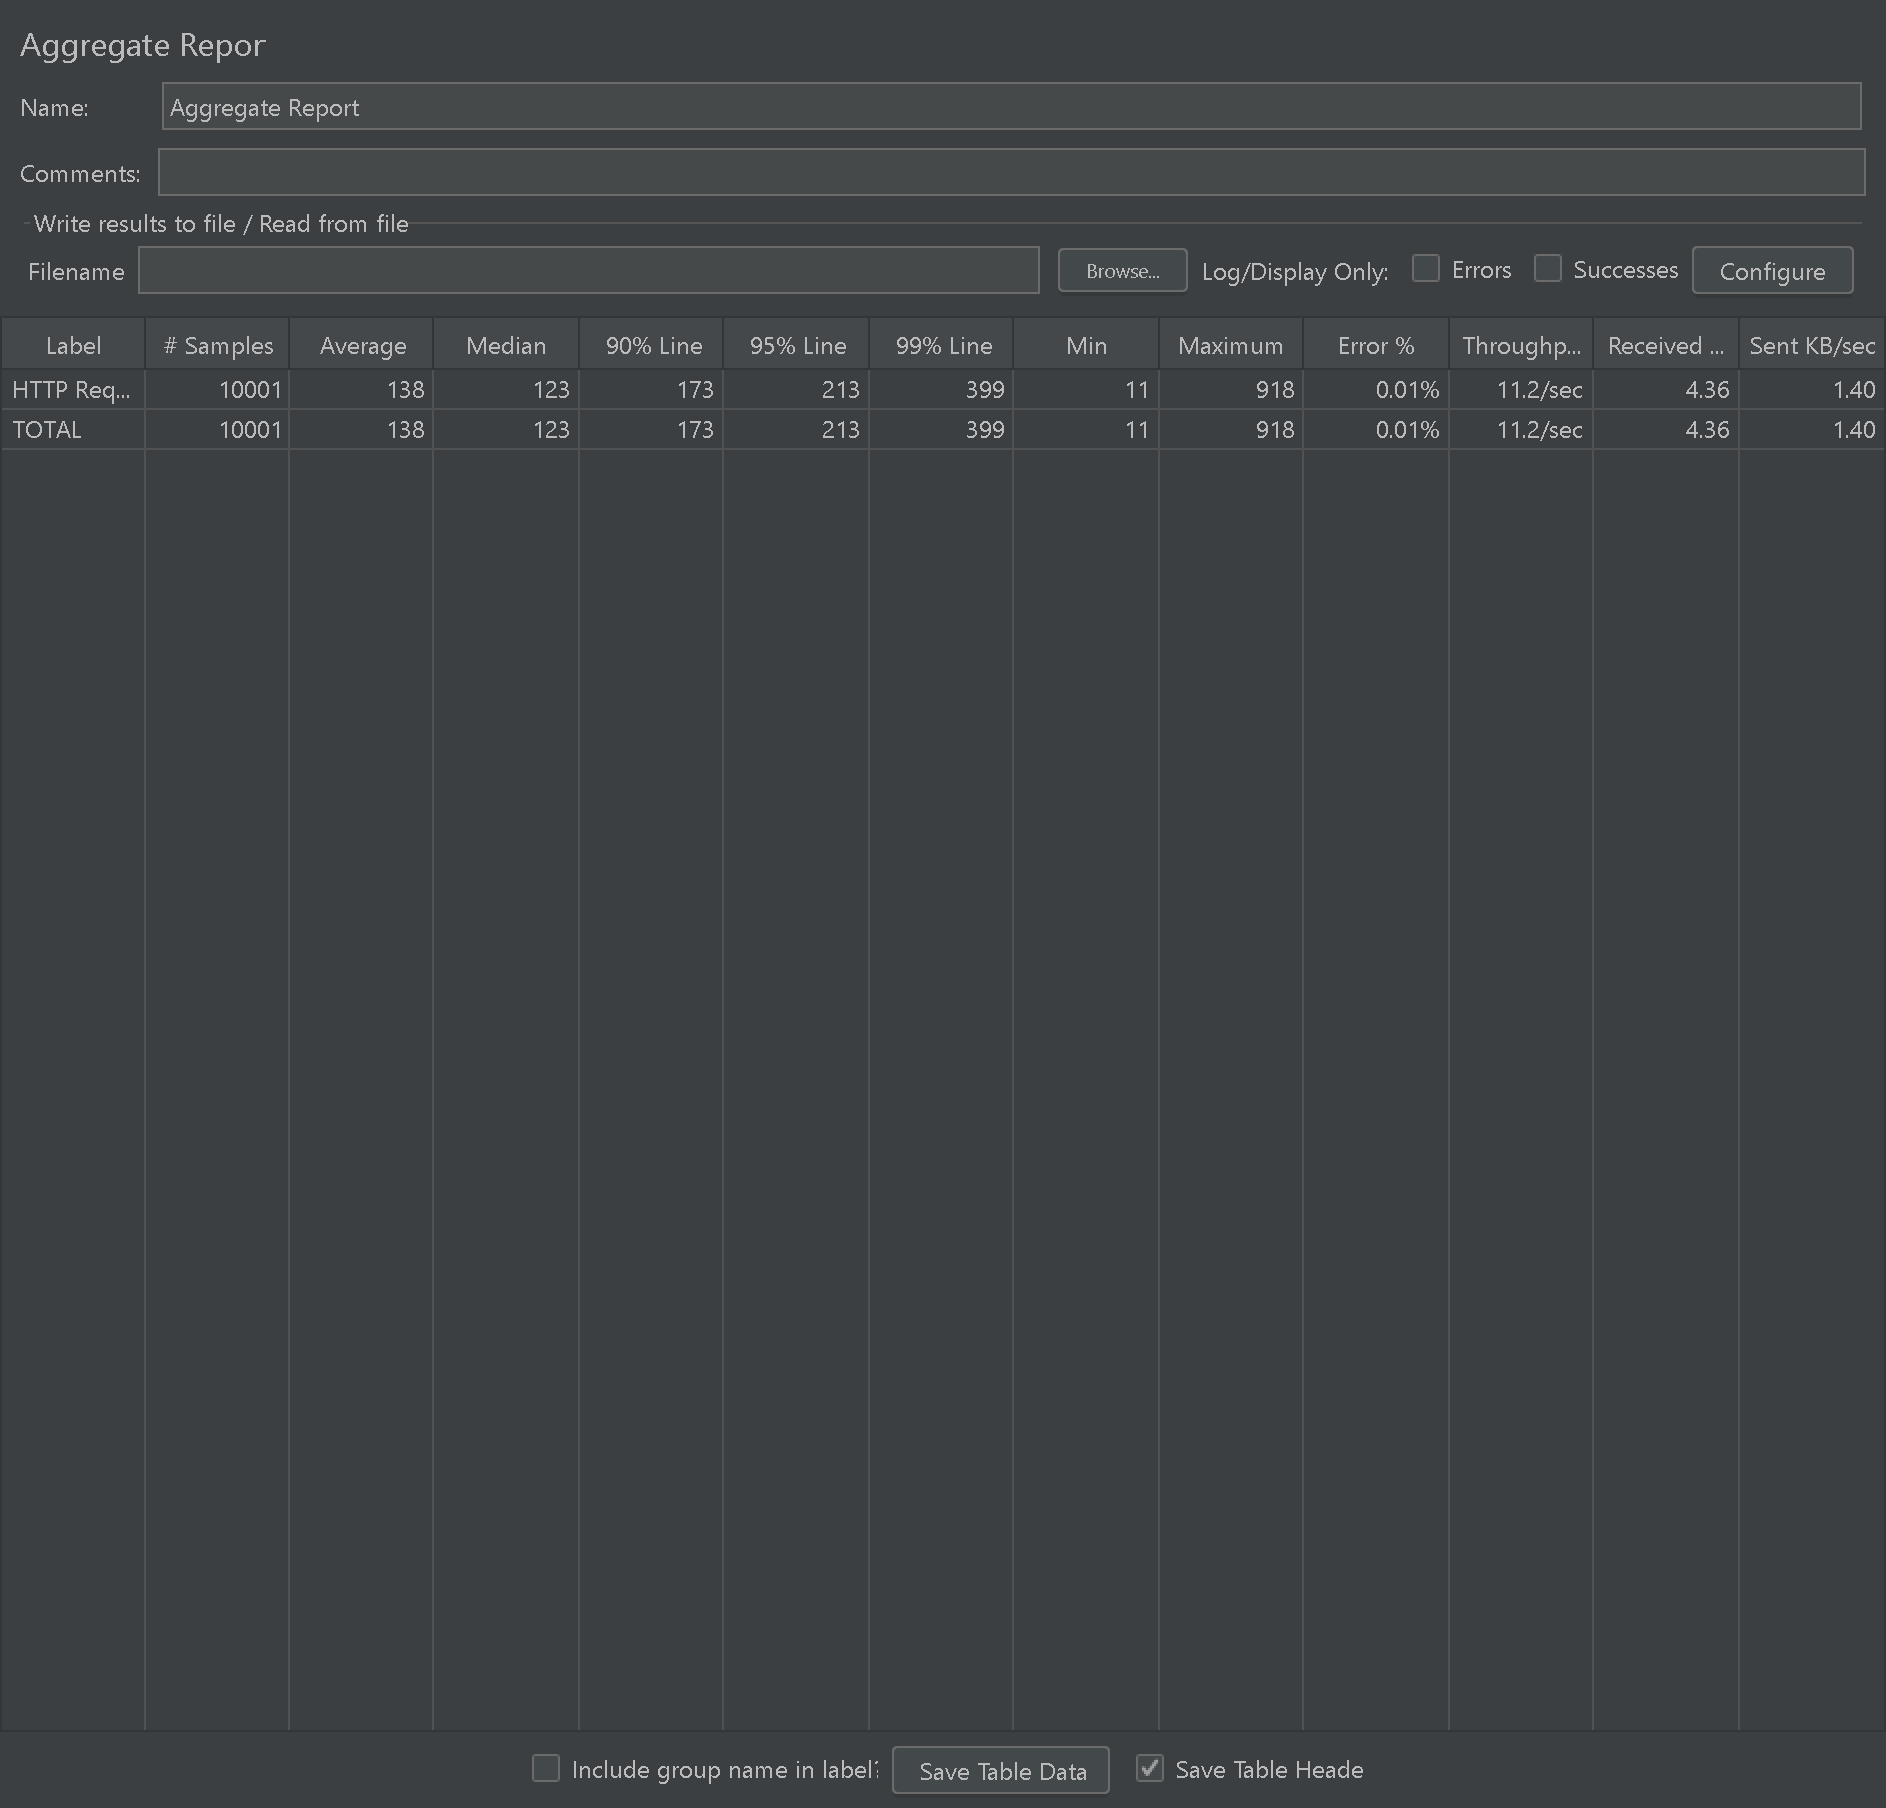 Aggregate Repor
Name: Aggregate Report
Comments:
Write results to file / Read from file
Filename Browse... Log/Display Only: Errors Successes Configure
Label # Samples Average Median 90% Line 95% Line 99% Line Min Maximum Error % Throughp... Received ... Sent KB/sec
HTTP Req... 10001 138 123 173 213 399 11 918 0.01% 11.2/sec 4.36 1.40
TOTAL 10001 138 123 173 213 399 11 918 0.01% 11.2/sec 4.36 1.40
Include group name in label? Save Table Data Save Table Heade